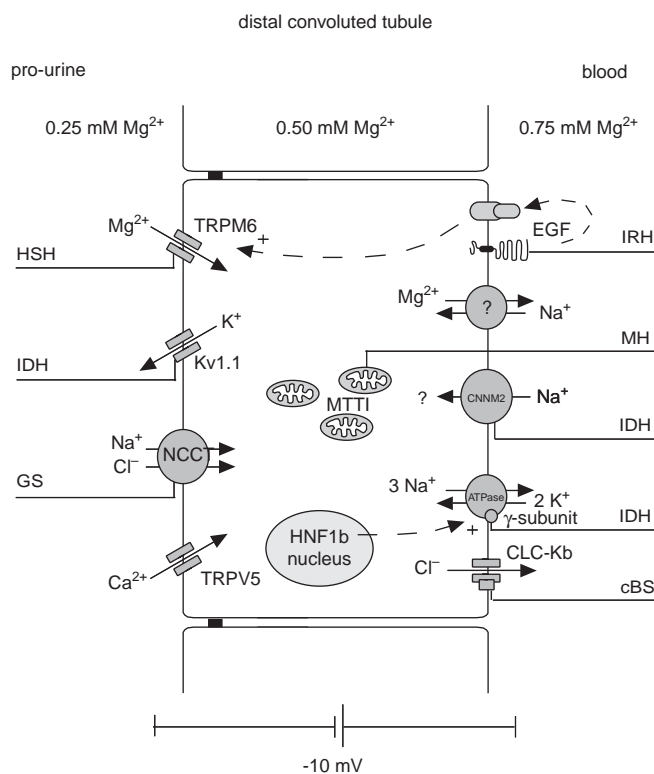 distal convoluted tubule
pro-urine
blood
0.25 mM Mg²⁺
0.50 mM Mg²⁺
0.75 mM Mg²⁺
Mg²⁺
TRPM6
+
HSH
EGF
IRH
K⁺
Kv1.1
IDH
Mg²⁺
?
Na⁺
MH
MTTI
?
CNNM2
Na⁺
IDH
Na⁺
Cl⁻
NCCT
GS
3 Na⁺
ATPase
2 K⁺
γ-subunit
+
IDH
HNF1b
nucleus
Ca²⁺
TRPV5
Cl⁻
CLC-Kb
cBS
-10 mV